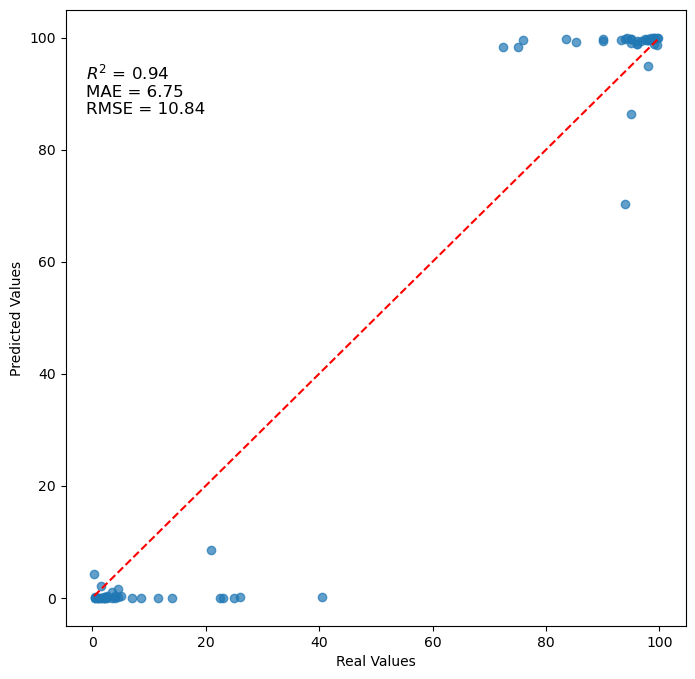 100
80
60
40
20
0
Predicted Values
R² = 0.94
MAE = 6.75
RMSE = 10.84
0 20 40 60 80 100
Real Values